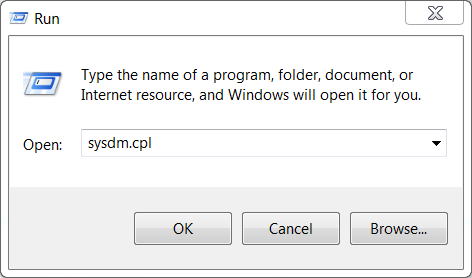 Run
Type the name of a program, folder, document, or
Internet resource, and Windows will open it for you.
Open: sysdm.cpl
OK Cancel Browse...